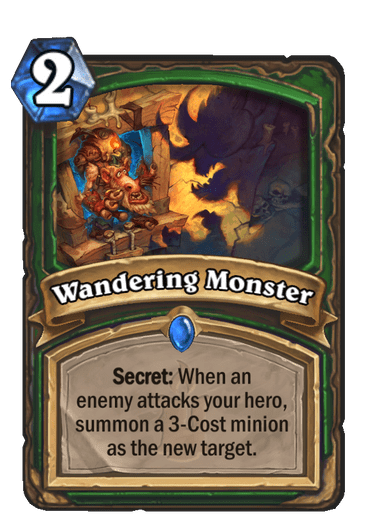 2
Wandering Monster
Secret: When an
enemy attacks your hero,
summon a 3-Cost minion
as the new target.